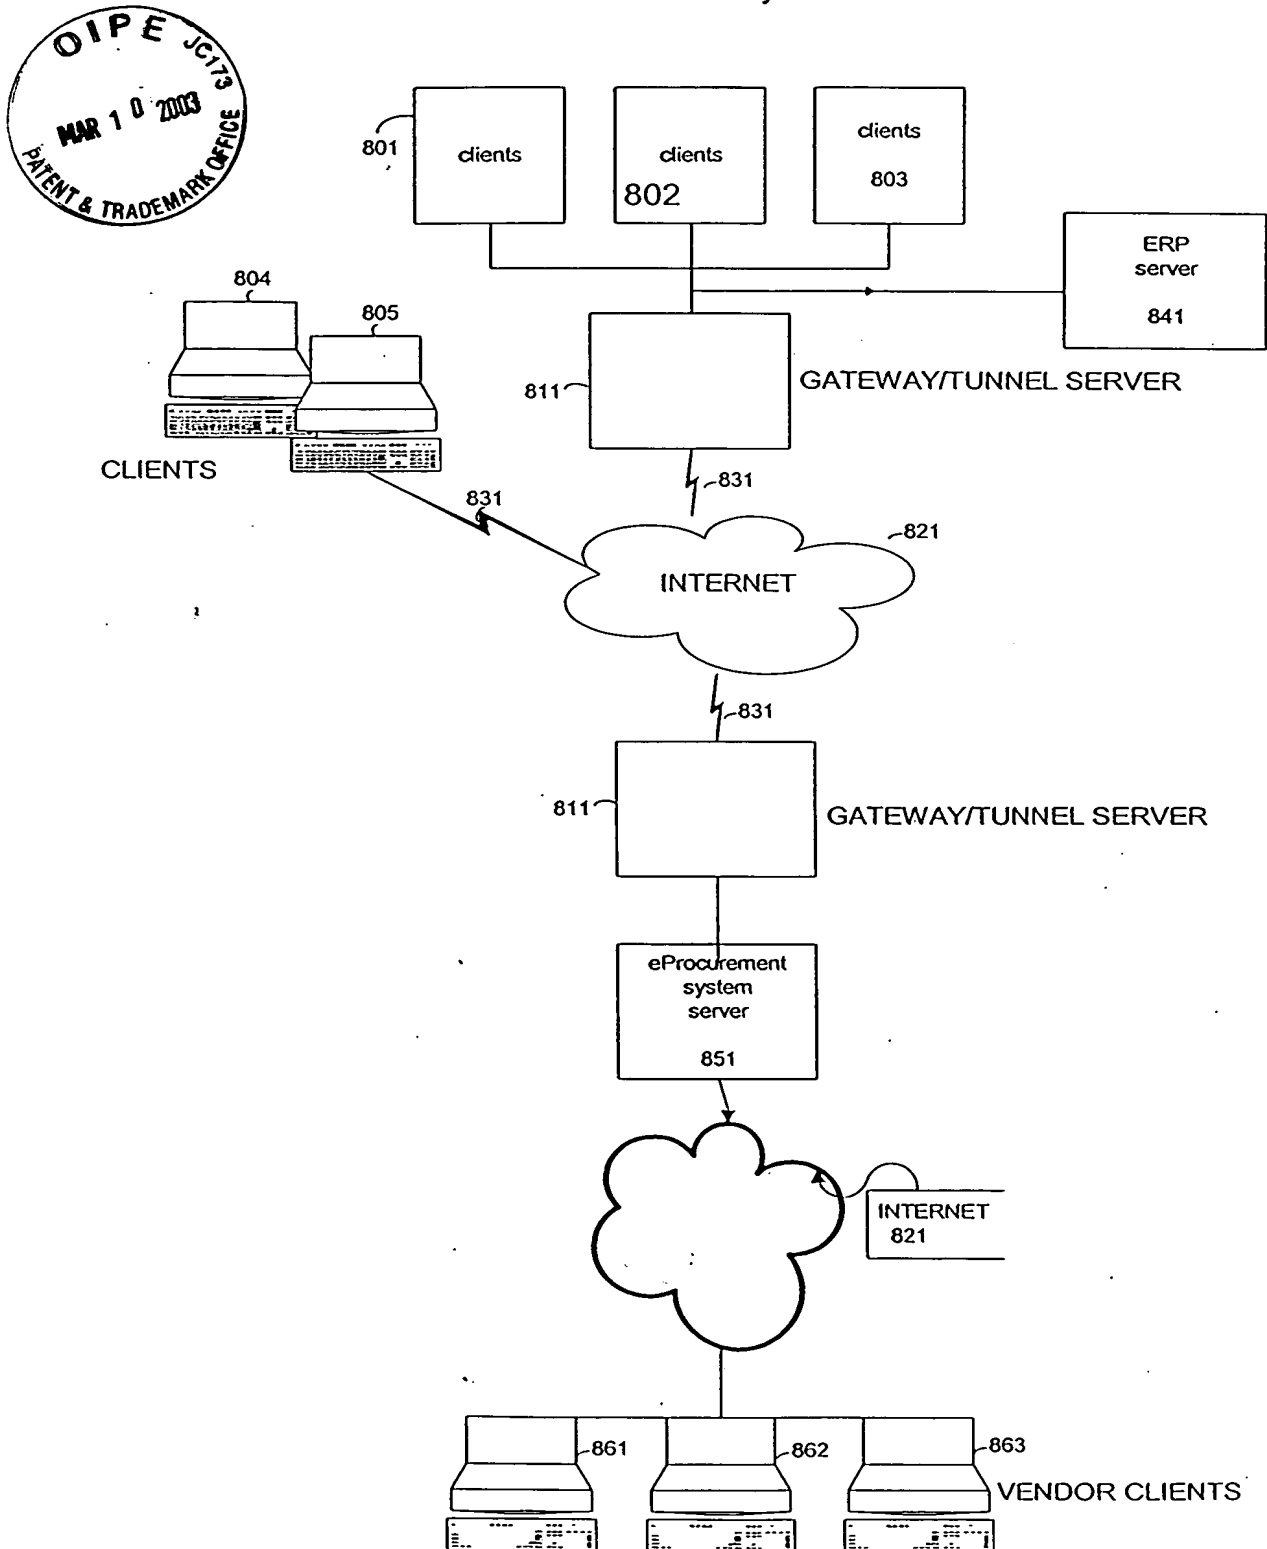 OIPE JC173
MAR 10 2003
PATENT & TRADEMARK OFFICE
801
clients
clients
802
clients
803
ERP
server
841
804
805
811
GATEWAY/TUNNEL SERVER
CLIENTS
831
831
821
INTERNET
831
811
GATEWAY/TUNNEL SERVER
eProcurement
system
server
851
INTERNET
821
861
862
863
VENDOR CLIENTS